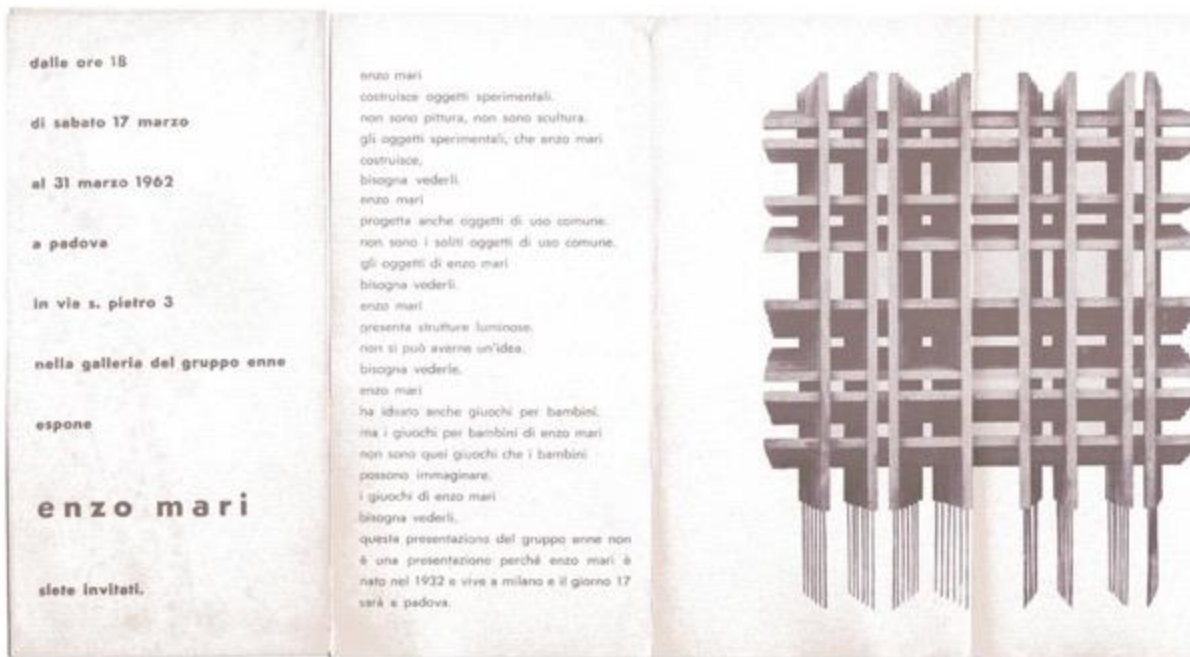 dalle ore 18
di sabato 17 marzo
al 31 marzo 1962
a padova
in via s. pietro 3
nella galleria del gruppo enne
espone
enzo mari
siete invitati.
enzo mari
costruisce oggetti sperimentali.
non sono pittura, non sono scultura.
gli oggetti sperimentali, che enzo mari
costruisce,
bisogna vederli.
enzo mari
progetta anche oggetti di uso comune.
non sono i soliti oggetti di uso comune.
gli oggetti di enzo mari
bisogna vederli.
enzo mari
presenta strutture luminose.
non si può averne un'idea.
bisogna vederle.
enzo mari
ha ideato anche giuochi per bambini.
ma i giuochi per bambini di enzo mari
non sono quei giuochi che i bambini
possono immaginare.
i giuochi di enzo mari
bisogna vederli.
questa presentazione del gruppo enne non
è una presentazione perché enzo mari è
nato nel 1932 e vive a milano e il giorno 17
sarà a padova.